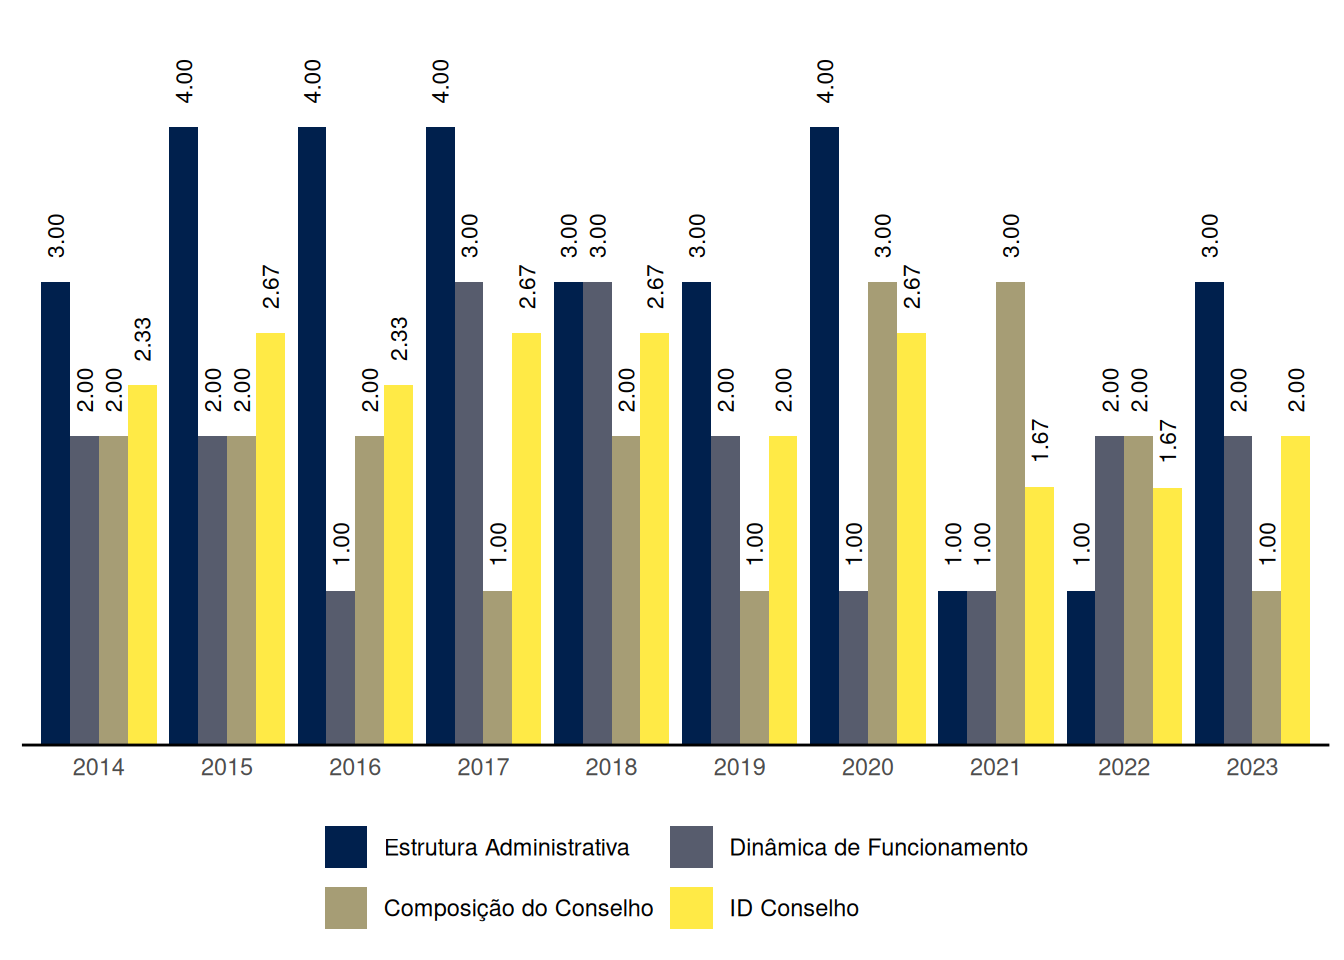 3.00 2.00 2.00 2.33
4.00 2.00 2.00 2.67
4.00 1.00 2.00 2.33
4.00 3.00 1.00 2.67
3.00 3.00 2.00 2.67
3.00 2.00 1.00 2.00
4.00 1.00 3.00 2.67
1.00 1.00 3.00 1.67
1.00 2.00 2.00 1.67
3.00 2.00 1.00 2.00
2014 2015 2016 2017 2018 2019 2020 2021 2022 2023
Estrutura Administrativa Dinâmica de Funcionamento
Composição do Conselho ID Conselho